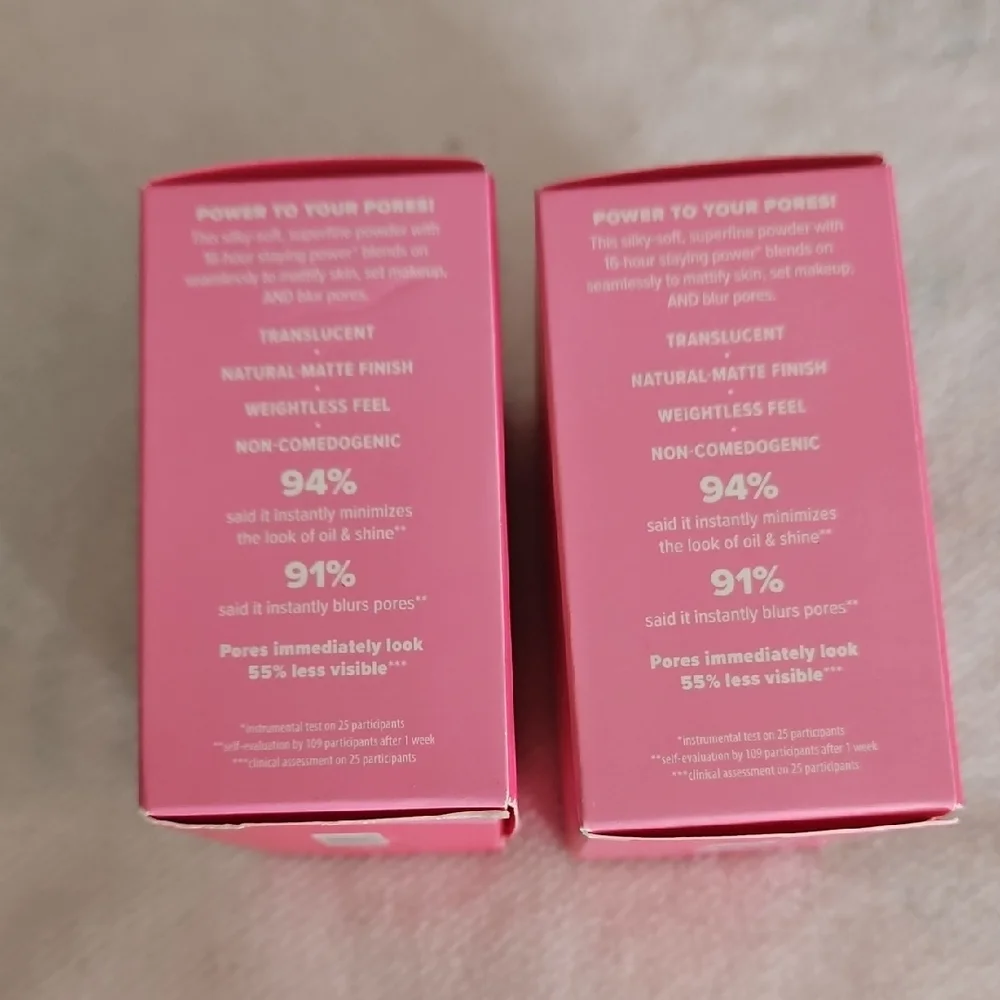 POWER TO YOUR PORES!
This silky-soft, superfine powder with
16-hour staying power* blends on
seamlessly to mattify skin, set makeup,
AND blur pores.
TRANSLUCENT
NATURAL-MATTE FINISH
WEIGHTLESS FEEL
NON-COMEDOGENIC
94%
said it instantly minimizes
the look of oil & shine**
91%
said it instantly blurs pores**
Pores immediately look
55% less visible***
*instrumental test on 25 participants
**self-evaluation by 109 participants after 1 week
***clinical assessment on 25 participants
POWER TO YOUR PORES!
This silky-soft, superfine powder with
16-hour staying power* blends on
seamlessly to mattify skin, set makeup,
AND blur pores.
TRANSLUCENT
NATURAL-MATTE FINISH
WEIGHTLESS FEEL
NON-COMEDOGENIC
94%
said it instantly minimizes
the look of oil & shine**
91%
said it instantly blurs pores**
Pores immediately look
55% less visible***
*instrumental test on 25 participants
**self-evaluation by 109 participants after 1 week
***clinical assessment on 25 participants